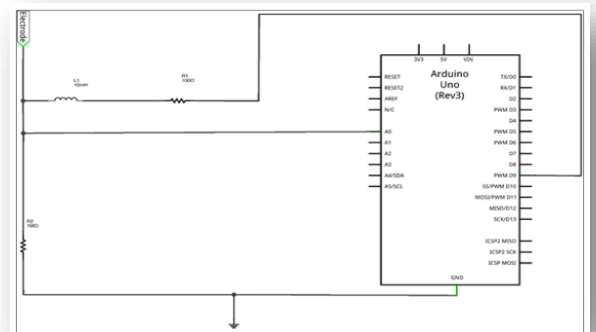 Electrode
L1
10mH
R1
100Ω
R2
3V3
5V
VIN
Arduino
Uno
(Rev3)
RESET
RESET2
AREF
N/C
A0
A1
A2
A3
A4/SDA
A5/SCL
TX/D0
RX/D1
D2
PWM D3
D4
PWM D5
PWM D6
D7
D8
PWM D9
SS/PWM D10
MOSI/PWM D11
MISO/D12
SCK/D13
ICSP2 MISO
ICSP2 SCK
ICSP MOSI
GND